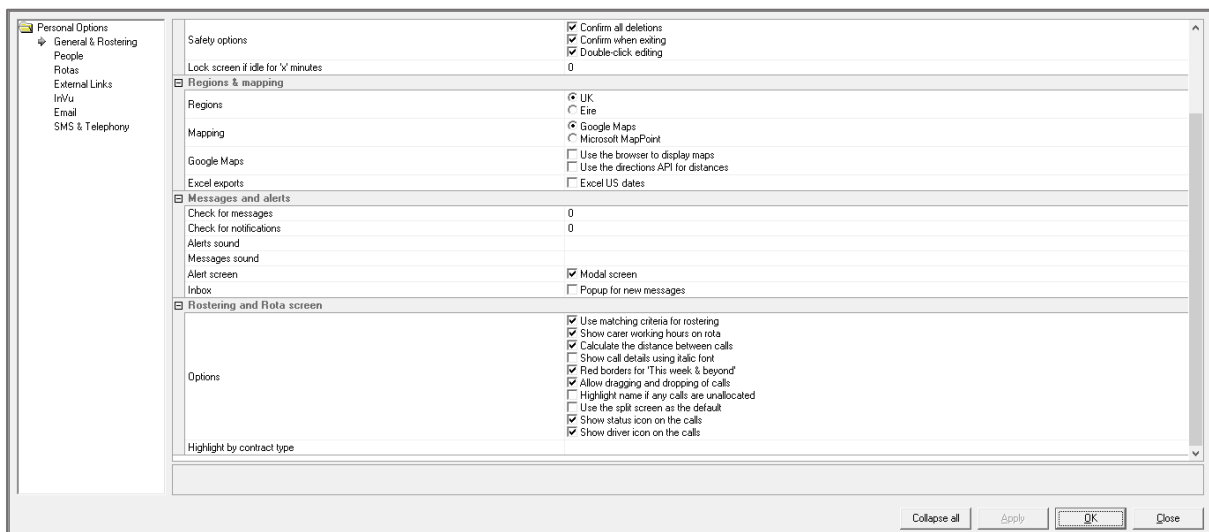 Personal Options
General & Rostering
People
Rotas
External Links
InVu
Email
SMS & Telephony
Safety options
Confirm all deletions
Confirm when exiting
Double-click editing
Lock screen if idle for 'x' minutes 0
Regions & mapping
Regions
UK
Eire
Mapping
Google Maps
Microsoft MapPoint
Google Maps
Use the browser to display maps
Use the directions API for distances
Excel exports Excel US dates
Messages and alerts
Check for messages 0
Check for notifications 0
Alerts sound
Messages sound
Alert screen Modal screen
Inbox Popup for new messages
Rostering and Rota screen
Options
Use matching criteria for rostering
Show carer working hours on rota
Calculate the distance between calls
Show call details using italic font
Red borders for 'This week & beyond'
Allow dragging and dropping of calls
Highlight name if any calls are unallocated
Use the split screen as the default
Show status icon on the calls
Show driver icon on the calls
Highlight by contract type
Collapse all Apply OK Close